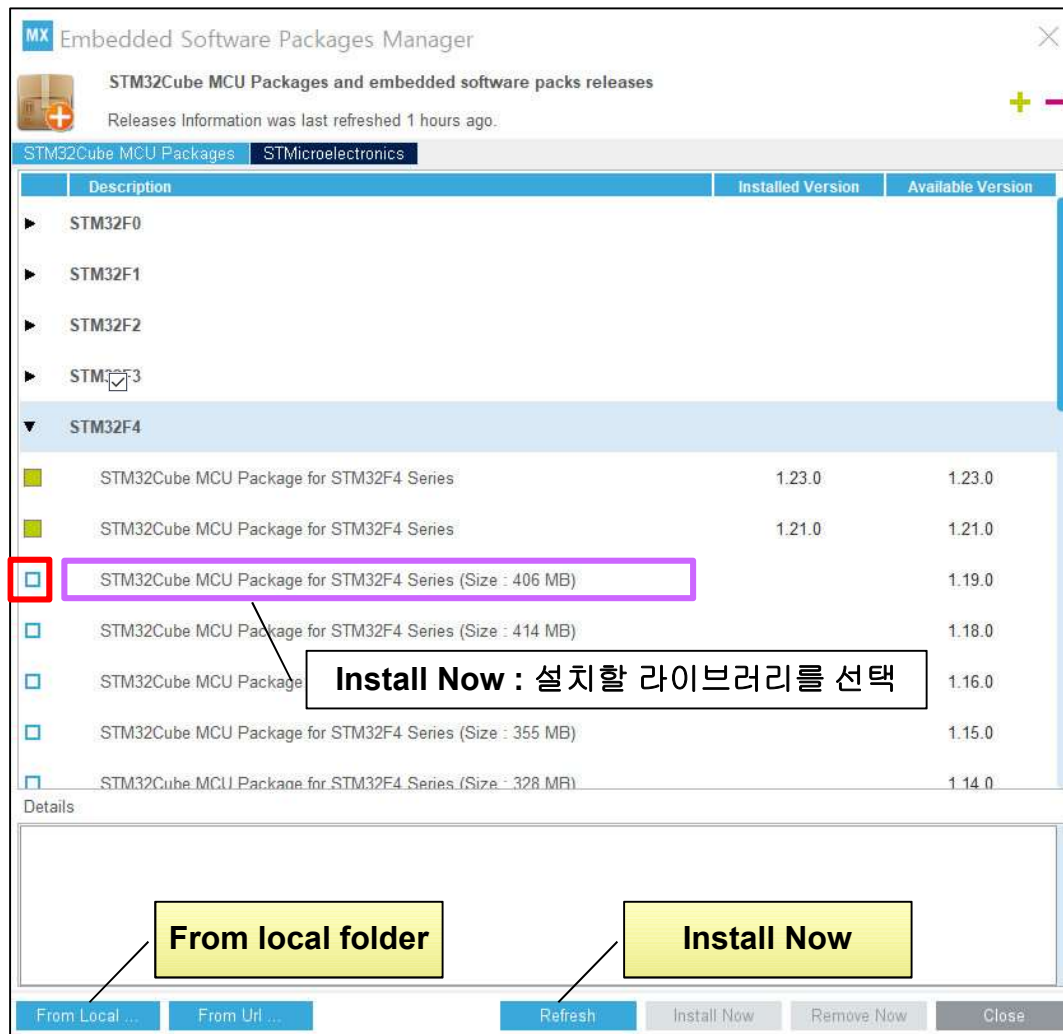 MX Embedded Software Packages Manager
STM32Cube MCU Packages and embedded software packs releases
Releases Information was last refreshed 1 hours ago.
STM32Cube MCU Packages STMicroelectronics
Description Installed Version Available Version
STM32F0
STM32F1
STM32F2
STM32F3
STM32F4
STM32Cube MCU Package for STM32F4 Series 1.23.0 1.23.0
STM32Cube MCU Package for STM32F4 Series 1.21.0 1.21.0
STM32Cube MCU Package for STM32F4 Series (Size : 406 MB) 1.19.0
STM32Cube MCU Package for STM32F4 Series (Size : 414 MB) 1.18.0
STM32Cube MCU Package 1.16.0
Install Now : 설치할 라이브러리를 선택
STM32Cube MCU Package for STM32F4 Series (Size : 355 MB) 1.15.0
STM32Cube MCU Package for STM32F4 Series (Size : 328 MB) 1.14.0
Details
From local folder Install Now
From Local ... From Url ... Refresh Install Now Remove Now Close